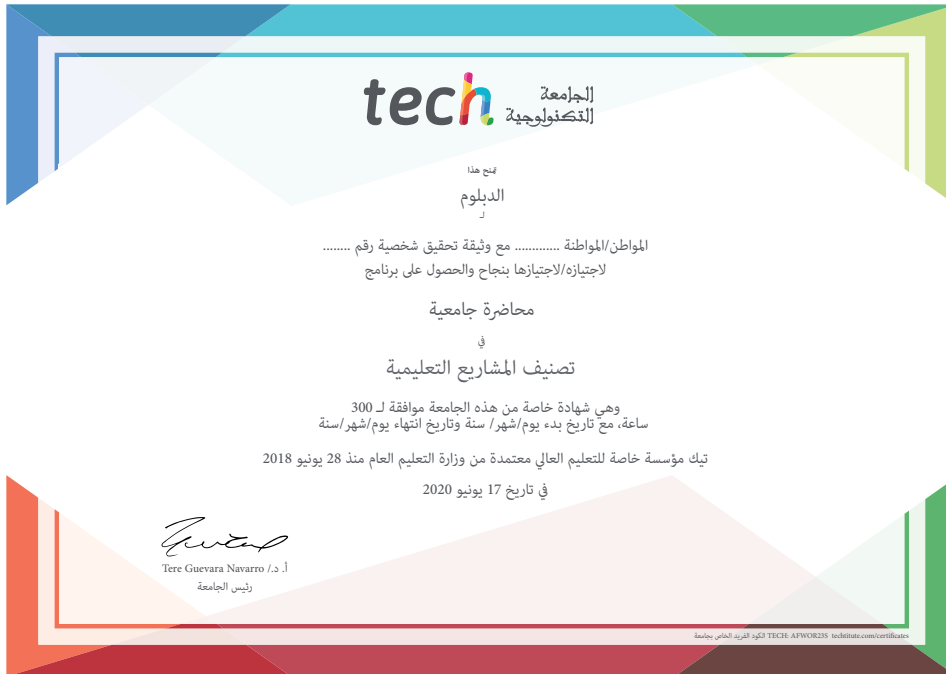 tech الجامعة
التكنولوجية
تمنح هذا
الدبلوم
لـ
المواطن/المواطنة ............. مع وثيقة تحقيق شخصية رقم ........
لاجتيازه/لاجتيازها بنجاح والحصول على برنامج
محاضرة جامعية
في
تصنيف المشاريع التعليمية
وهي شهادة خاصة من هذه الجامعة موافقة لـ 300
ساعة، مع تاريخ بدء يوم/شهر/ سنة وتاريخ انتهاء يوم/شهر/سنة
تيك مؤسسة خاصة للتعليم العالي معتمدة من وزارة التعليم العام منذ 28 يونيو 2018
في تاريخ 17 يونيو 2020
أ. د./ Tere Guevara Navarro
رئيس الجامعة
الكود الفريد الخاص بجامعة TECH: AFWOR23S techtitute.com/certificates